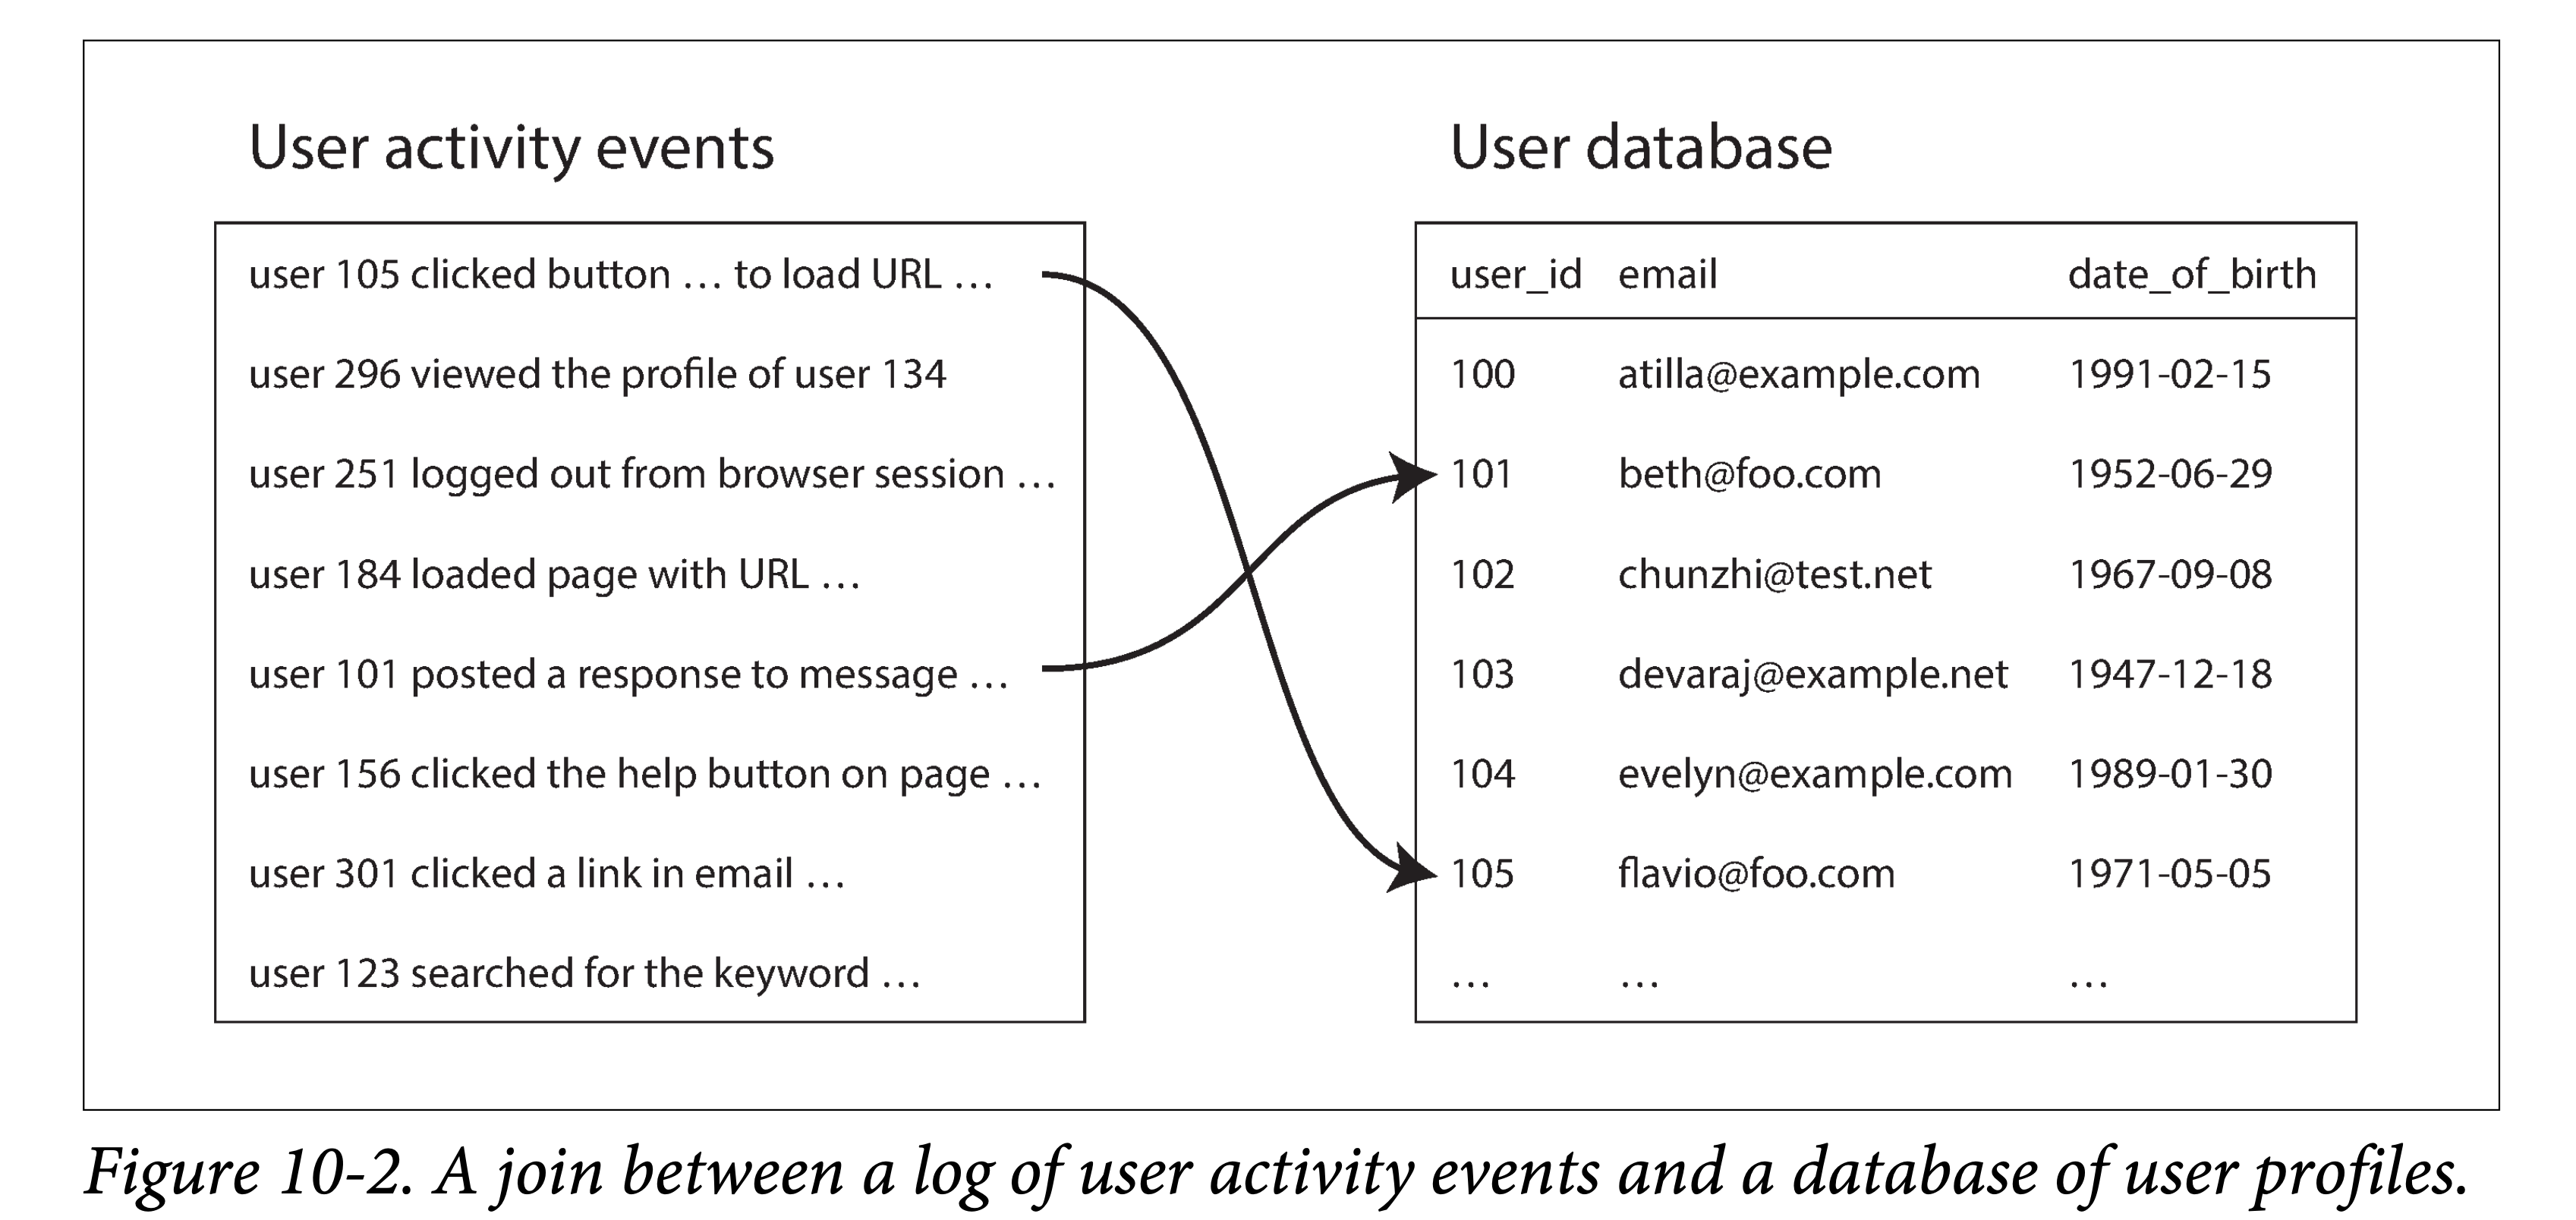 User activity events
user 105 clicked button … to load URL …
user 296 viewed the profile of user 134
user 251 logged out from browser session …
user 184 loaded page with URL …
user 101 posted a response to message …
user 156 clicked the help button on page …
user 301 clicked a link in email …
user 123 searched for the keyword …
User database
user_id email date_of_birth
100 atilla@example.com 1991-02-15
101 beth@foo.com 1952-06-29
102 chunzhi@test.net 1967-09-08
103 devaraj@example.net 1947-12-18
104 evelyn@example.com 1989-01-30
105 flavio@foo.com 1971-05-05
… … …
Figure 10-2. A join between a log of user activity events and a database of user profiles.